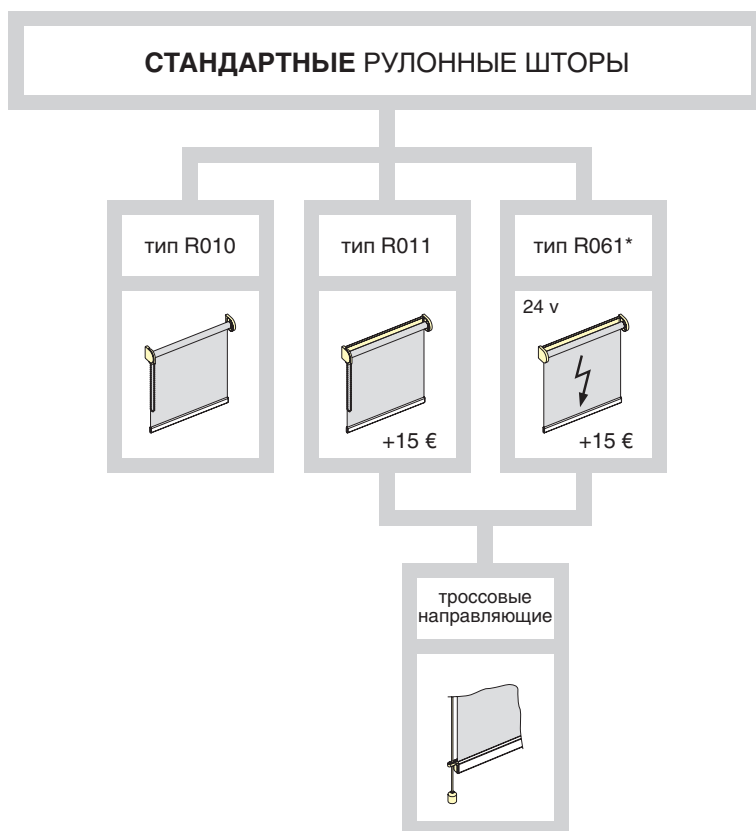 СТАНДАРТНЫЕ РУЛОННЫЕ ШТОРЫ
тип R010
тип R011
тип R061*
24 v
+15 €
+15 €
троссовые
направляющие